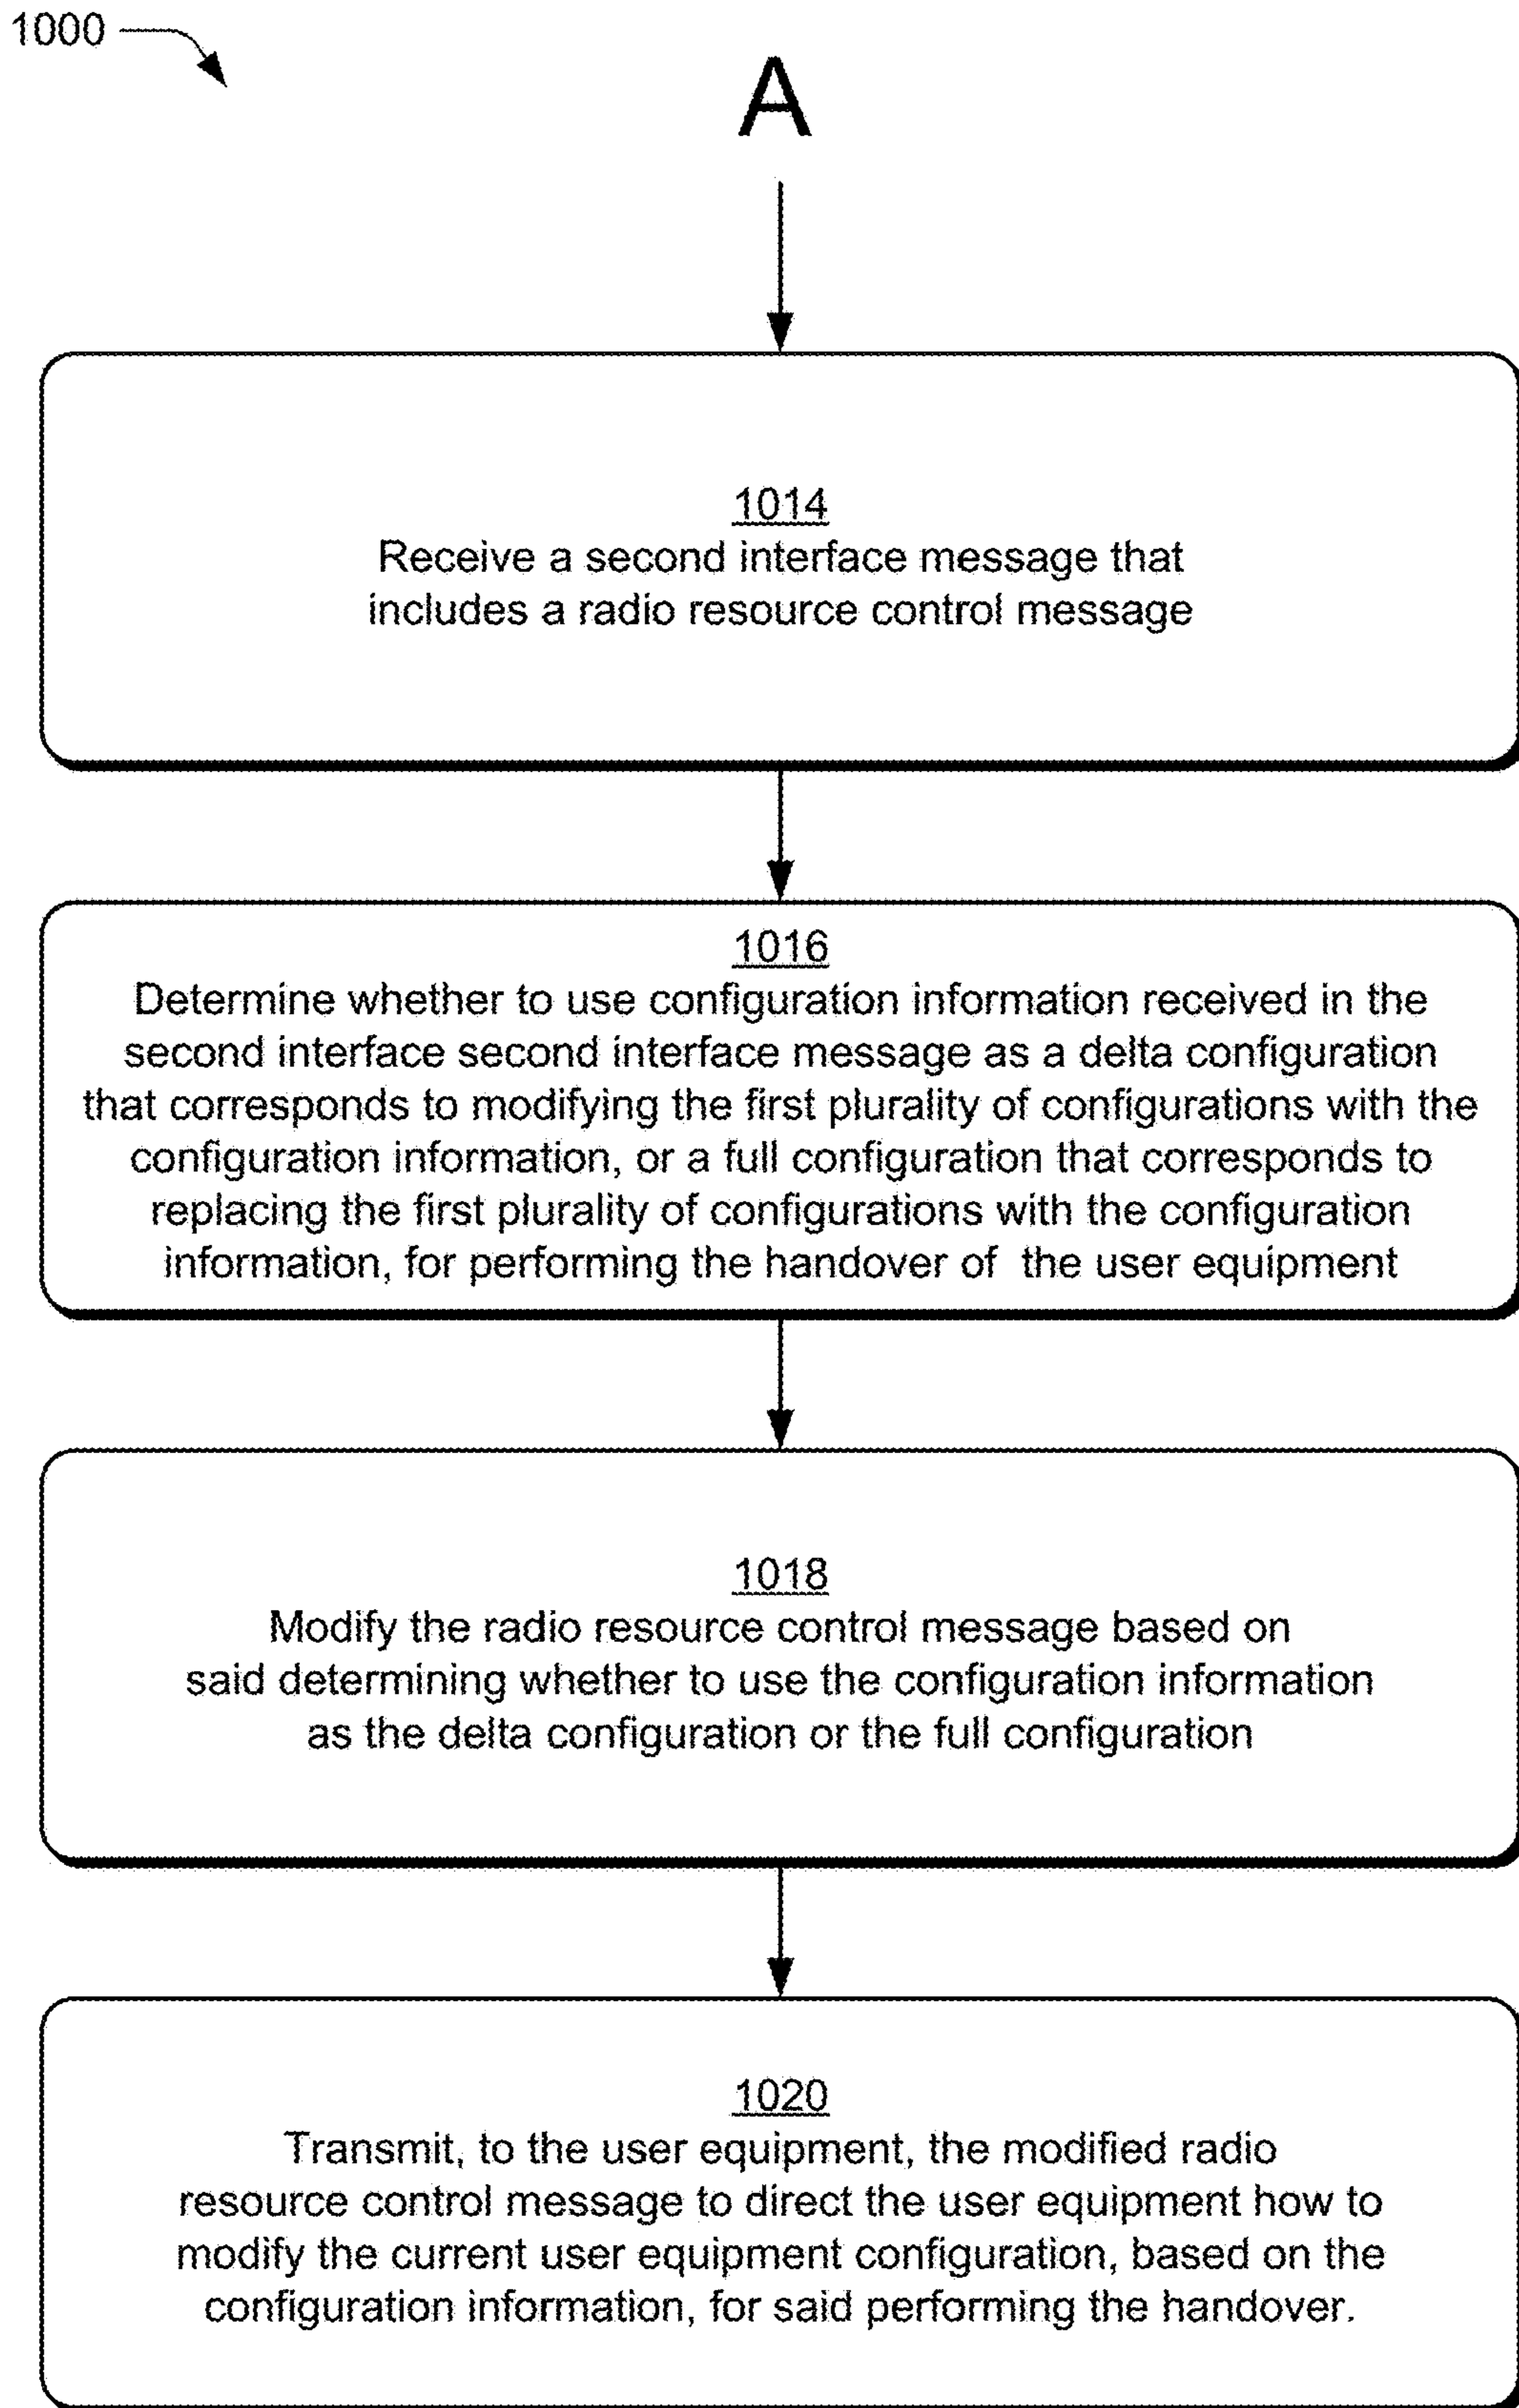 1000
A
1014
Receive a second interface message that
includes a radio resource control message
1016
Determine whether to use configuration information received in the
second interface second interface message as a delta configuration
that corresponds to modifying the first plurality of configurations with the
configuration information, or a full configuration that corresponds to
replacing the first plurality of configurations with the configuration
information, for performing the handover of the user equipment
1018
Modify the radio resource control message based on
said determining whether to use the configuration information
as the delta configuration or the full configuration
1020
Transmit, to the user equipment, the modified radio
resource control message to direct the user equipment how to
modify the current user equipment configuration, based on the
configuration information, for said performing the handover.